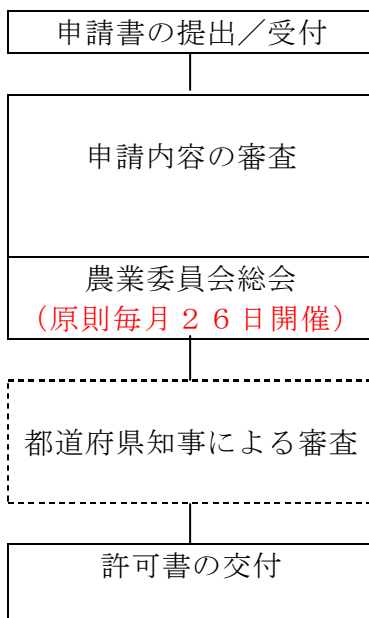 申請書の提出／受付
申請内容の審査
農業委員会総会
（原則毎月２６日開催）
都道府県知事による審査
許可書の交付